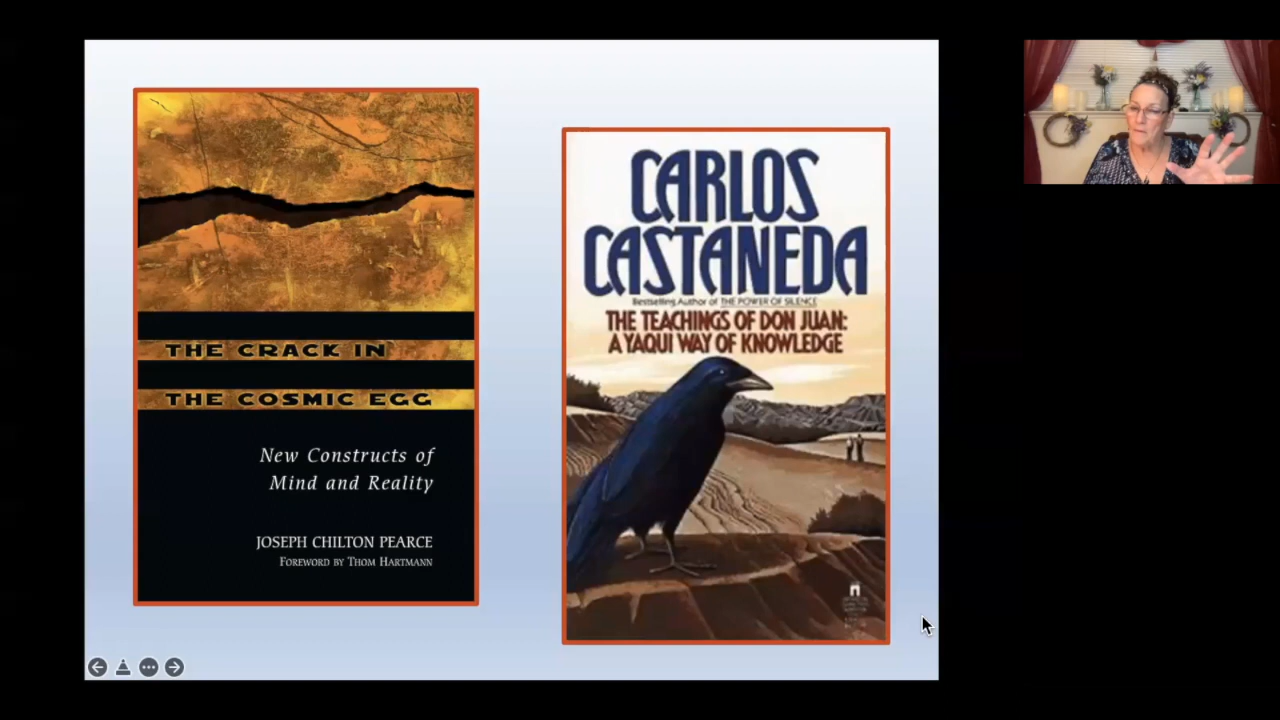 THE CRACK IN
THE COSMIC EGG
New Constructs of
Mind and Reality
JOSEPH CHILTON PEARCE
FOREWORD BY THOM HARTMANN
CARLOS
CASTANEDA
Bestselling Author of THE POWER OF SILENCE
THE TEACHINGS OF DON JUAN:
A YAQUI WAY OF KNOWLEDGE